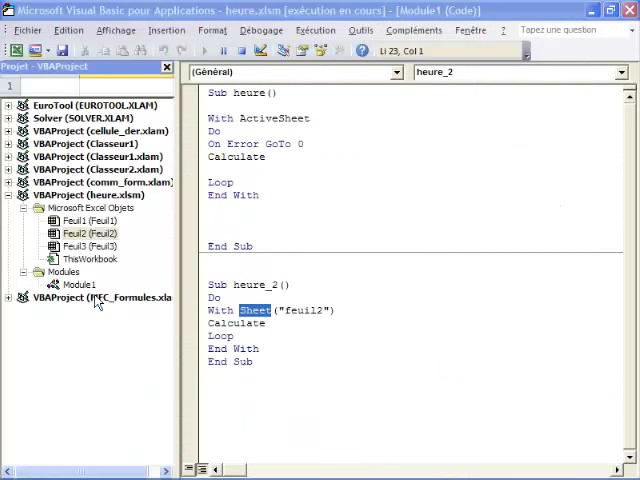 Microsoft Visual Basic pour Applications - heure.xlsm [exécution en cours] - [Module1 (Code)]
Fichier Edition Affichage Insertion Format Débogage Exécution Outils Compléments Fenêtre ? Tapez une question
Li 23, Col 1
Projet - VBAProject
1
EuroTool (EUROTOOL.XLAM)
Solver (SOLVER.XLAM)
VBAProject (cellule_der.xlam)
VBAProject (Classeur1)
VBAProject (Classeur1.xlam)
VBAProject (Classeur2.xlam)
VBAProject (comm_form.xlam)
VBAProject (heure.xlsm)
Microsoft Excel Objets
Feuil1 (Feuil1)
Feuil2 (Feuil2)
Feuil3 (Feuil3)
ThisWorkbook
Modules
Module1
VBAProject (MFC_Formules.xla
(Général) heure_2
Sub heure()
With ActiveSheet
Do
On Error GoTo 0
Calculate
Loop
End With
End Sub
Sub heure_2()
Do
With Sheet("feuil2")
Calculate
Loop
End With
End Sub